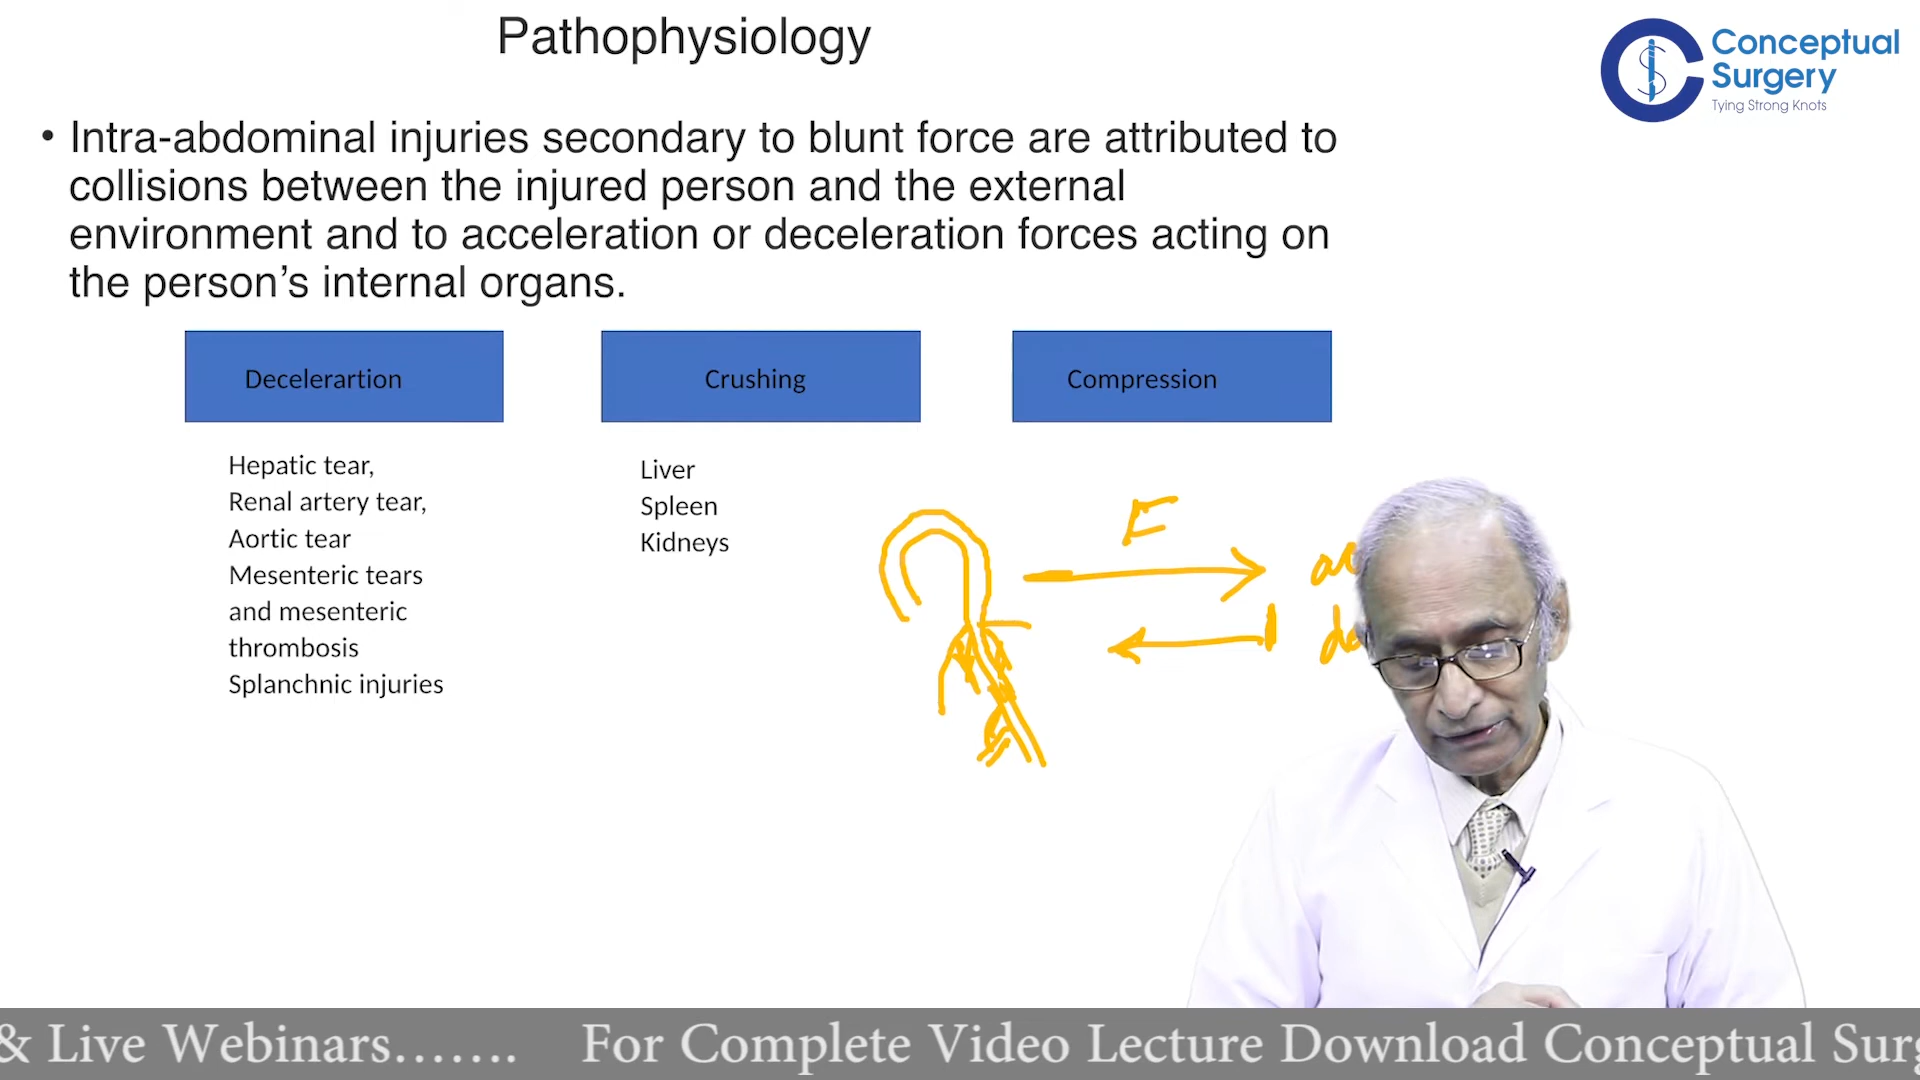 Pathophysiology
Conceptual
Surgery
Tying Strong Knots
• Intra-abdominal injuries secondary to blunt force are attributed to
collisions between the injured person and the external
environment and to acceleration or deceleration forces acting on
the person’s internal organs.
Decelerartion
Hepatic tear,
Renal artery tear,
Aortic tear
Mesenteric tears
and mesenteric
thrombosis
Splanchnic injuries
Crushing
Liver
Spleen
Kidneys
Compression
E
& Live Webinars....... For Complete Video Lecture Download Conceptual